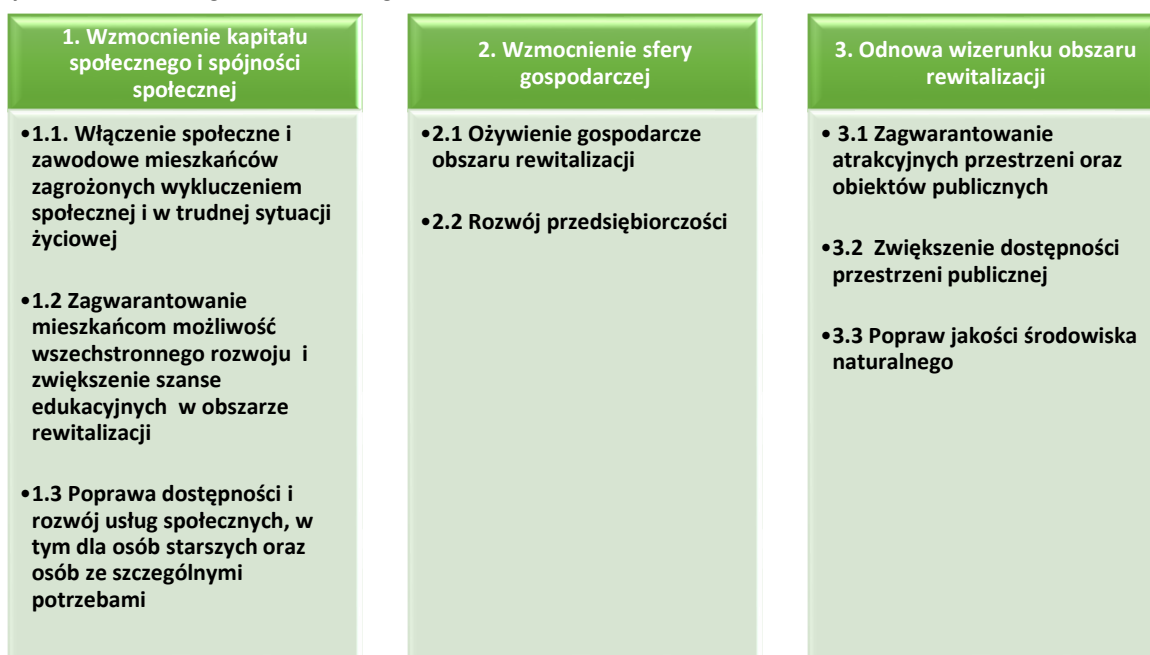 1. Wzmocnienie kapitału
społecznego i spójności
społecznej
•1.1. Włączenie społeczne i
zawodowe mieszkańców
zagrożonych wykluczeniem
społecznej i w trudnej sytuacji
życiowej
•1.2 Zagwarantowanie
mieszkańcom możliwość
wszechstronnego rozwoju i
zwiększenie szanse
edukacyjnych w obszarze
rewitalizacji
•1.3 Poprawa dostępności i
rozwój usług społecznych, w
tym dla osób starszych oraz
osób ze szczególnymi
potrzebami
2. Wzmocnienie sfery
gospodarczej
•2.1 Ożywienie gospodarcze
obszaru rewitalizacji
•2.2 Rozwój przedsiębiorczości
3. Odnowa wizerunku obszaru
rewitalizacji
• 3.1 Zagwarantowanie
atrakcyjnych przestrzeni oraz
obiektów publicznych
•3.2 Zwiększenie dostępności
przestrzeni publicznej
•3.3 Popraw jakości środowiska
naturalnego